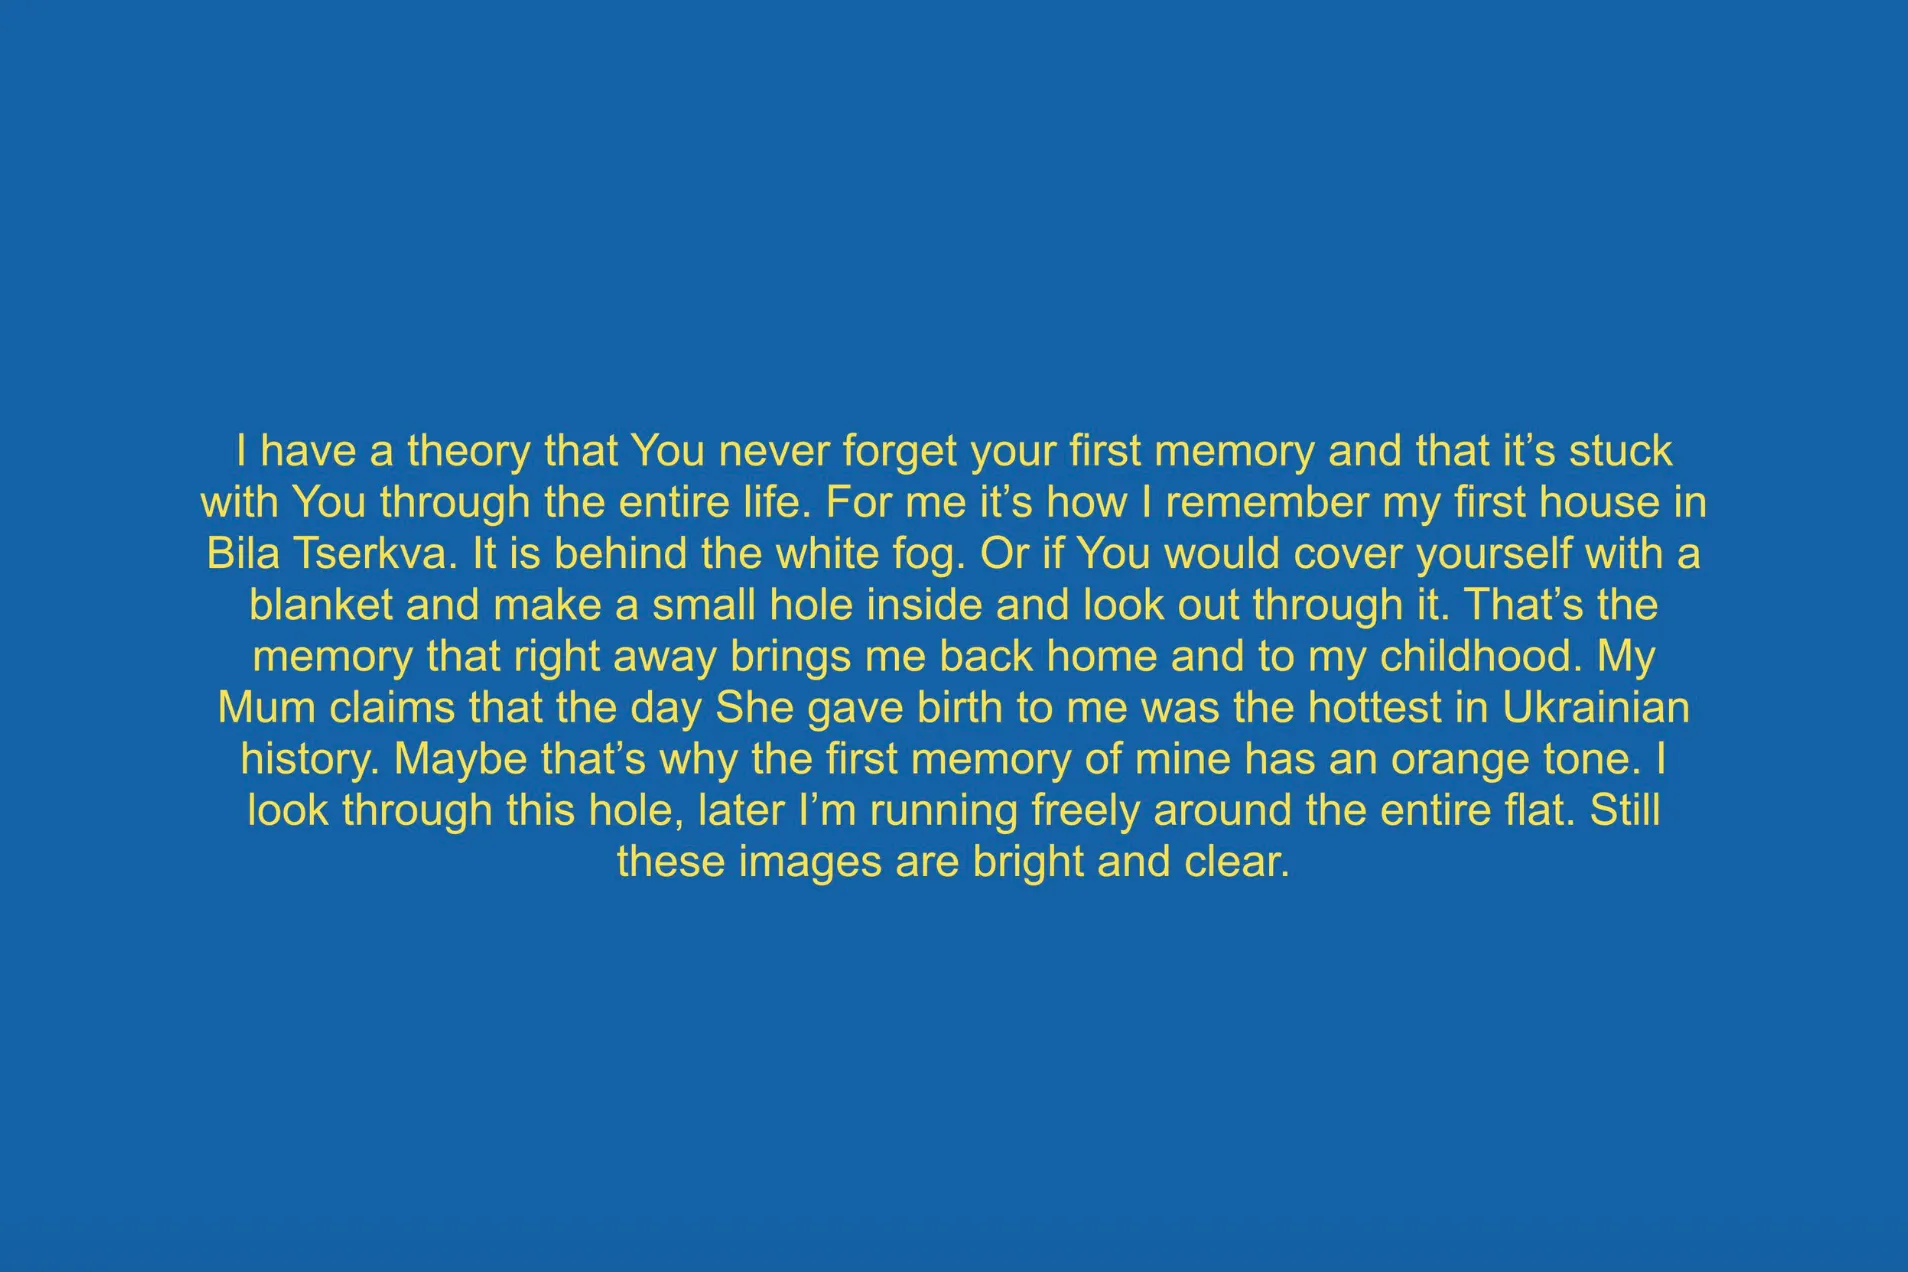 I have a theory that You never forget your first memory and that it’s stuck
with You through the entire life. For me it’s how I remember my first house in
Bila Tserkva. It is behind the white fog. Or if You would cover yourself with a
blanket and make a small hole inside and look out through it. That’s the
memory that right away brings me back home and to my childhood. My
Mum claims that the day She gave birth to me was the hottest in Ukrainian
history. Maybe that’s why the first memory of mine has an orange tone. I
look through this hole, later I’m running freely around the entire flat. Still
these images are bright and clear.